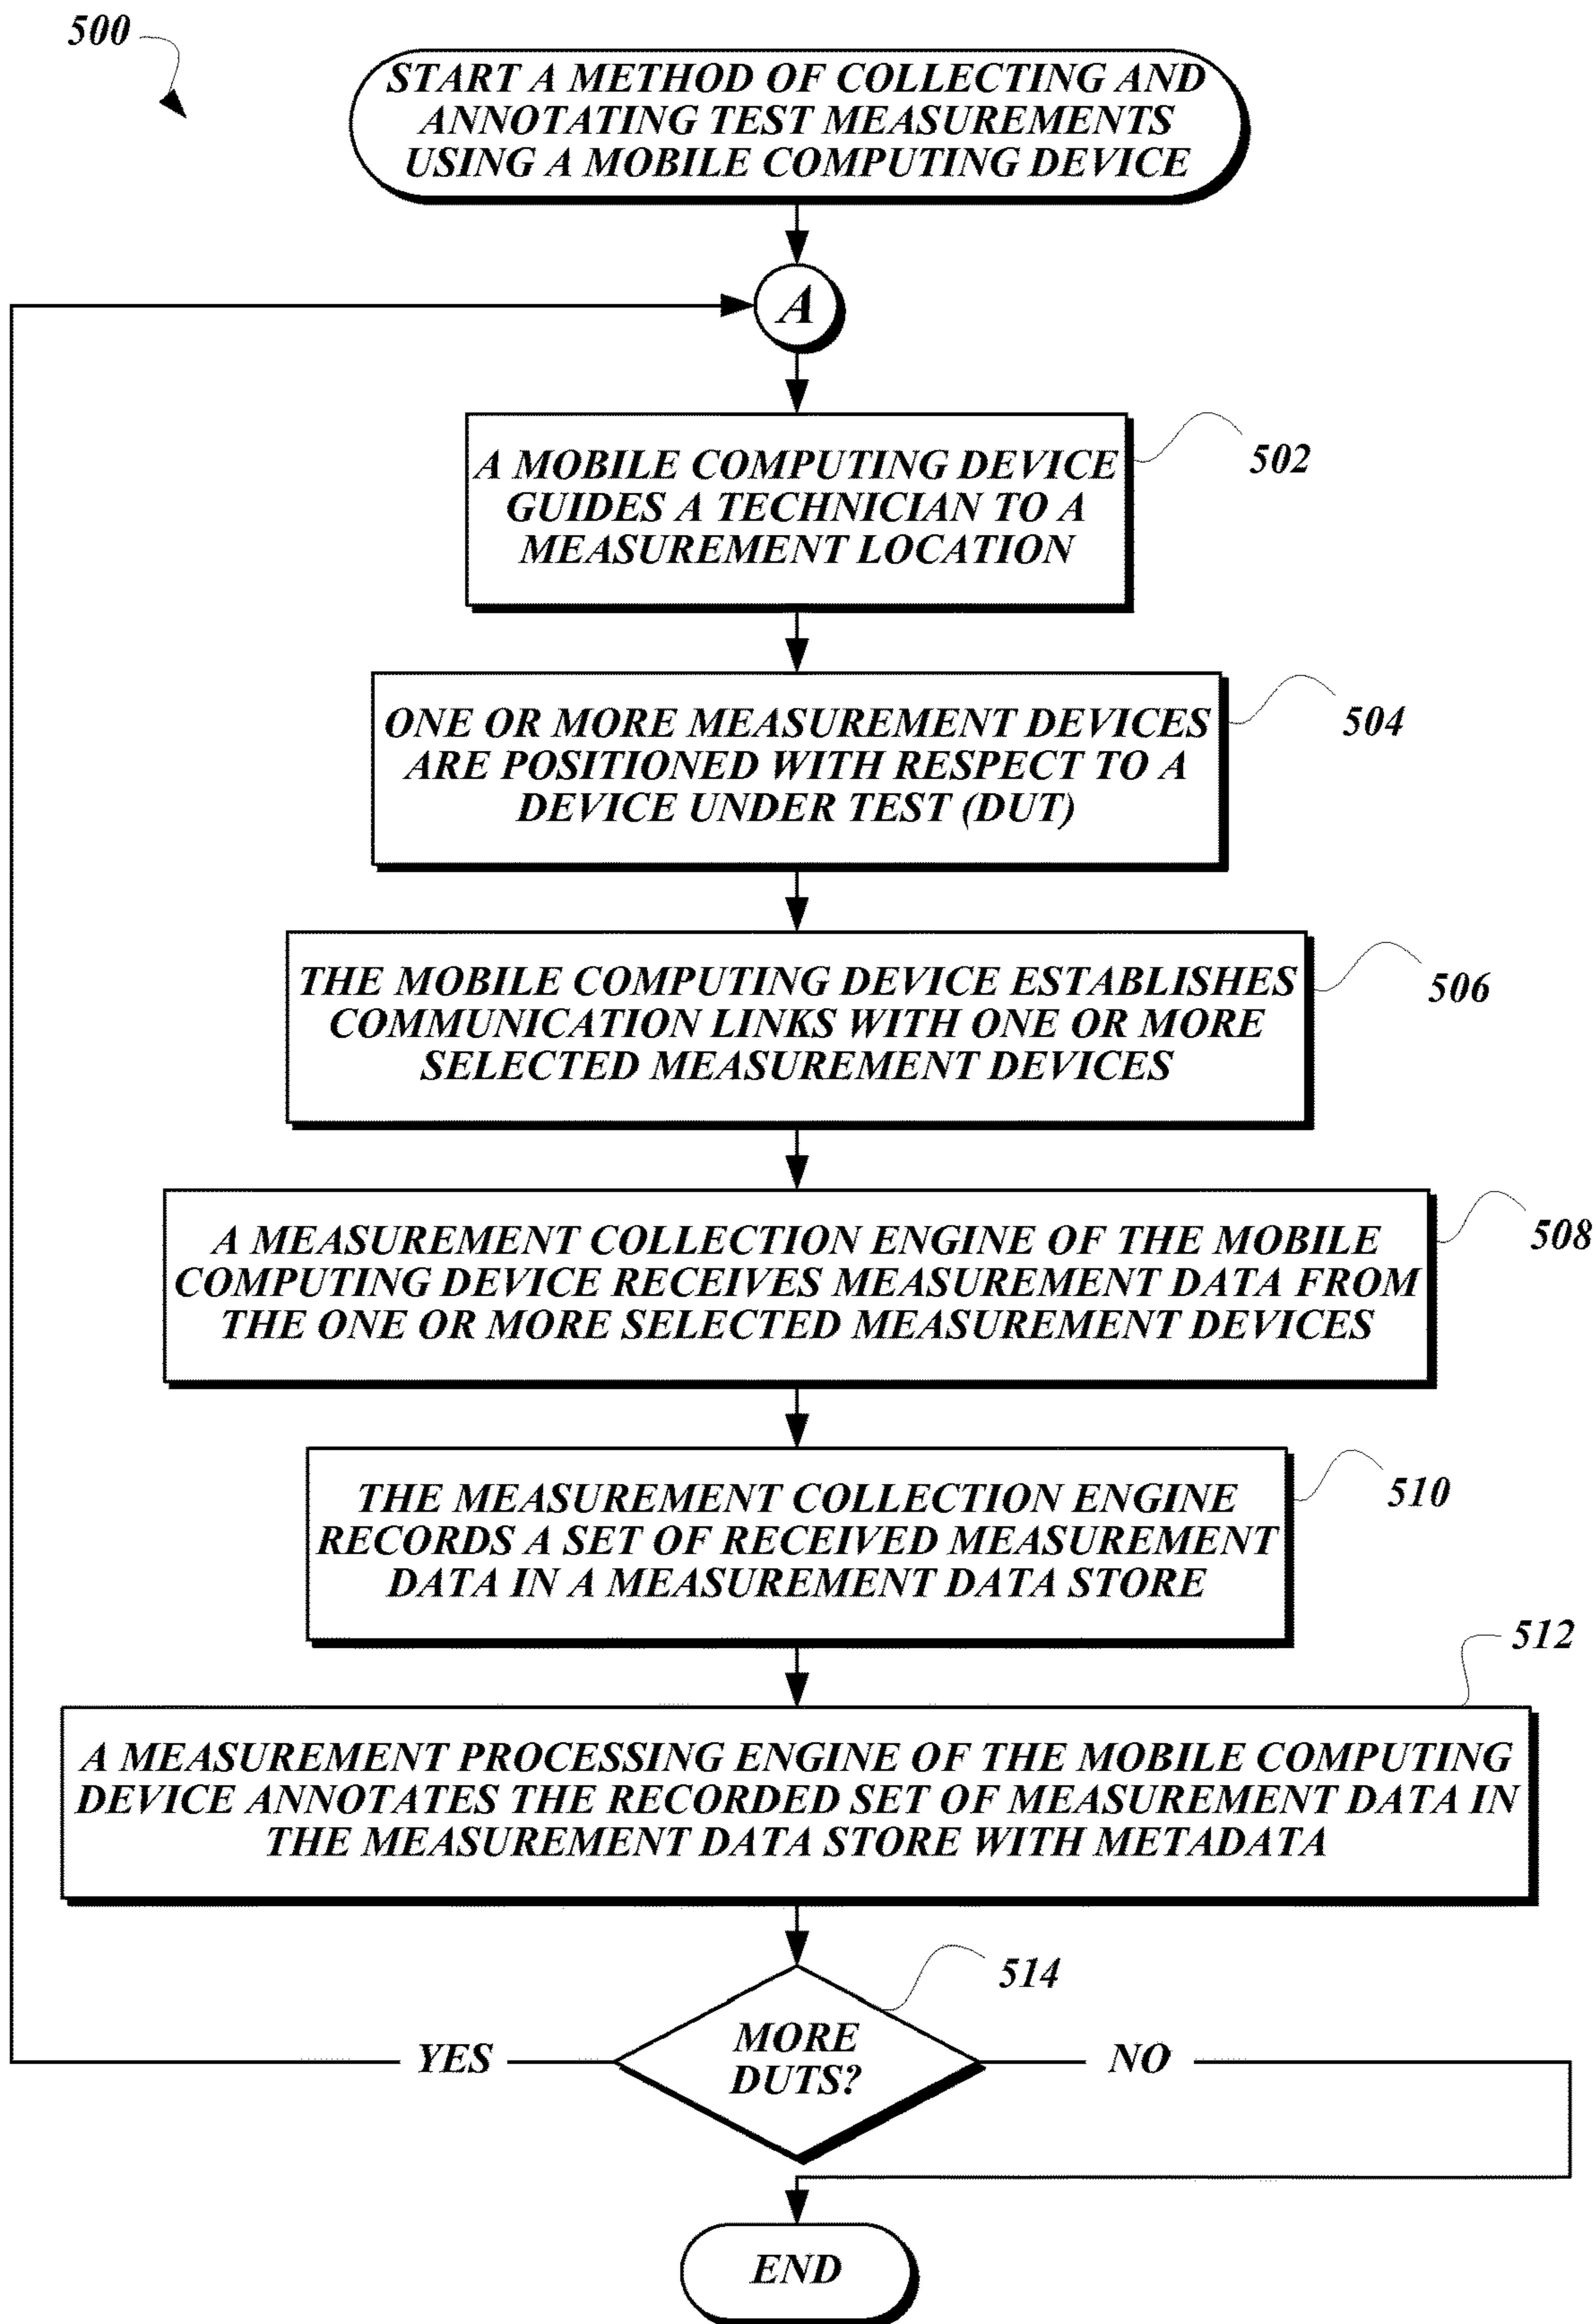 500
START A METHOD OF COLLECTING AND
ANNOTATING TEST MEASUREMENTS
USING A MOBILE COMPUTING DEVICE
A
A MOBILE COMPUTING DEVICE
GUIDES A TECHNICIAN TO A
MEASUREMENT LOCATION
502
ONE OR MORE MEASUREMENT DEVICES
ARE POSITIONED WITH RESPECT TO A
DEVICE UNDER TEST (DUT)
504
THE MOBILE COMPUTING DEVICE ESTABLISHES
COMMUNICATION LINKS WITH ONE OR MORE
SELECTED MEASUREMENT DEVICES
506
A MEASUREMENT COLLECTION ENGINE OF THE MOBILE
COMPUTING DEVICE RECEIVES MEASUREMENT DATA FROM
THE ONE OR MORE SELECTED MEASUREMENT DEVICES
508
THE MEASUREMENT COLLECTION ENGINE
RECORDS A SET OF RECEIVED MEASUREMENT
DATA IN A MEASUREMENT DATA STORE
510
512
A MEASUREMENT PROCESSING ENGINE OF THE MOBILE COMPUTING
DEVICE ANNOTATES THE RECORDED SET OF MEASUREMENT DATA IN
THE MEASUREMENT DATA STORE WITH METADATA
514
MORE
DUTS?
YES
NO
END